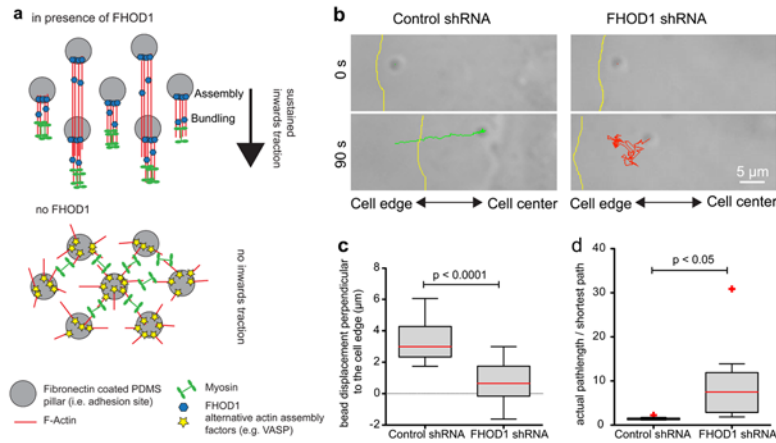 a
in presence of FHOD1
Assembly
Bundling
sustained
inwards traction
no FHOD1
no inwards traction
Fibronectin coated PDMS
pillar (i.e. adhesion site)
F-Actin
Myosin
FHOD1
alternative actin assembly
factors (e.g. VASP)
b
Control shRNA
FHOD1 shRNA
0 s
90 s
5 µm
Cell edge
Cell center
Cell edge
Cell center
c
p < 0.0001
bead displacement perpendicular
to the cell edge (µm)
8
6
4
2
0
-2
Control shRNA
FHOD1 shRNA
d
p < 0.05
actual pathlength / shortest path
40
30
20
10
0
Control shRNA
FHOD1 shRNA